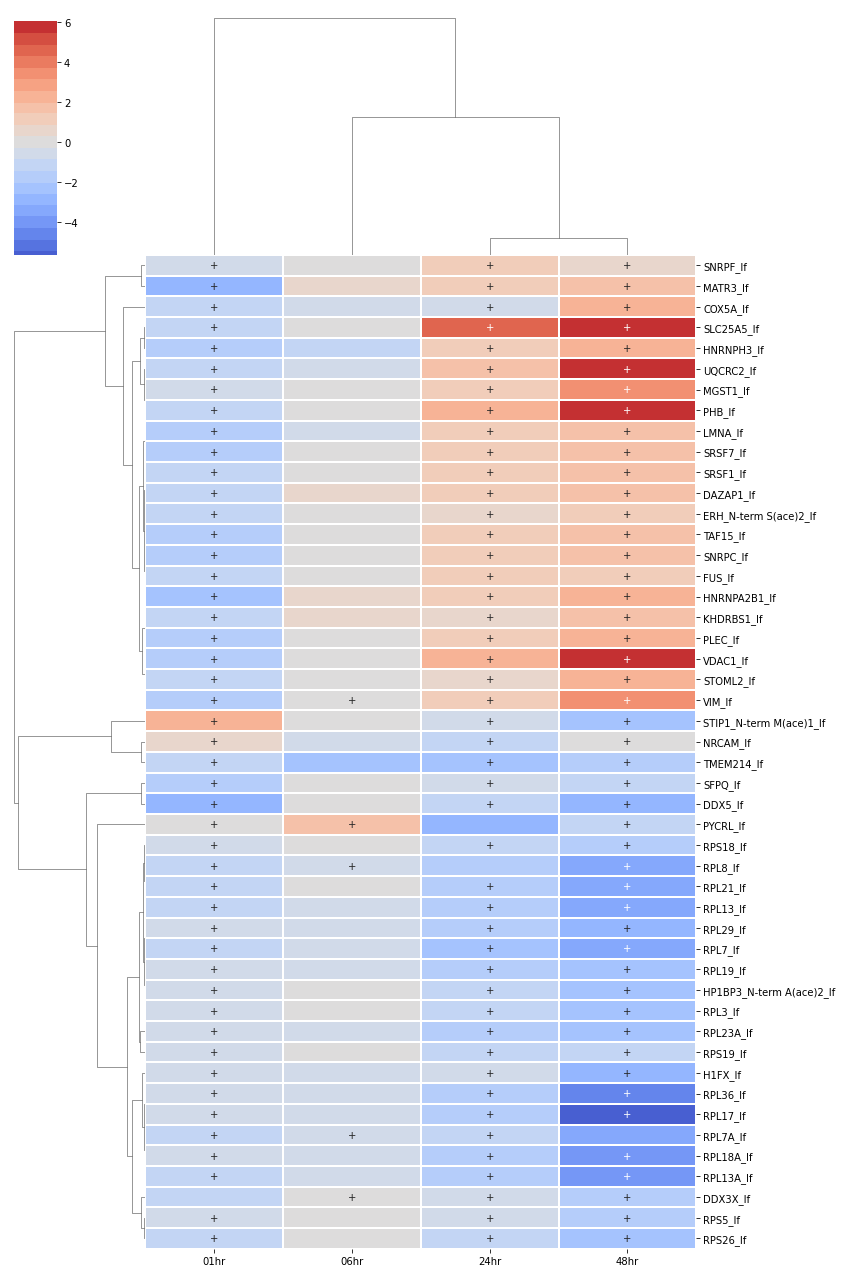 6
4
2
0
−2
−4
SNRPF_lf
+ + +
MATR3_lf
+ + +
COX5A_lf
+ + +
SLC25A5_lf
+ + +
HNRNPH3_lf
+ + +
UQCRC2_lf
+ + +
MGST1_lf
+ + +
PHB_lf
+ + +
LMNA_lf
+ + +
SRSF7_lf
+ + +
SRSF1_lf
+ + +
DAZAP1_lf
+ + +
ERH_N-term S(ace)2_lf
+ + +
TAF15_lf
+ + +
SNRPC_lf
+ + +
FUS_lf
+ + +
HNRNPA2B1_lf
+ + +
KHDRBS1_lf
+ + +
PLEC_lf
+ + +
VDAC1_lf
+ + +
STOML2_lf
+ + +
VIM_lf
+ + + +
STIP1_N-term M(ace)1_lf
+ + +
NRCAM_lf
+ + +
TMEM214_lf
+ + +
SFPQ_lf
+ + +
DDX5_lf
+ + +
PYCRL_lf
+ + +
RPS18_lf
+ + +
RPL8_lf
+ + +
RPL21_lf
+ + +
RPL13_lf
+ + +
RPL29_lf
+ + +
RPL7_lf
+ + +
RPL19_lf
+ + +
HP1BP3_N-term A(ace)2_lf
+ + +
RPL3_lf
+ + +
RPL23A_lf
+ + +
RPS19_lf
+ + +
H1FX_lf
+ + +
RPL36_lf
+ + +
RPL17_lf
+ + +
RPL7A_lf
+ + +
RPL18A_lf
+ + +
RPL13A_lf
+ + +
DDX3X_lf
+ + +
RPS5_lf
+ + +
RPS26_lf
+ + +
01hr 06hr 24hr 48hr